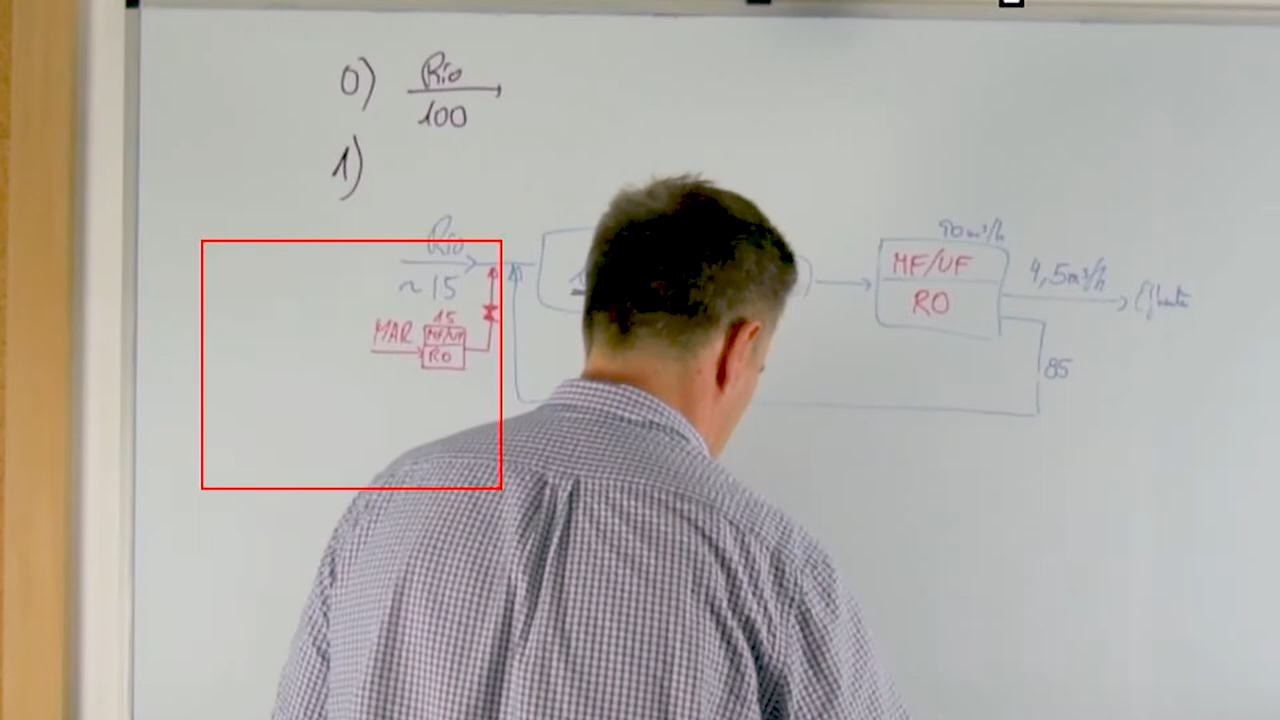 0) Rio
100
1)
Rio
~15
MAR
15
MF/UF
RO
90m³/h
MF/UF
RO
4,5m³/h
85